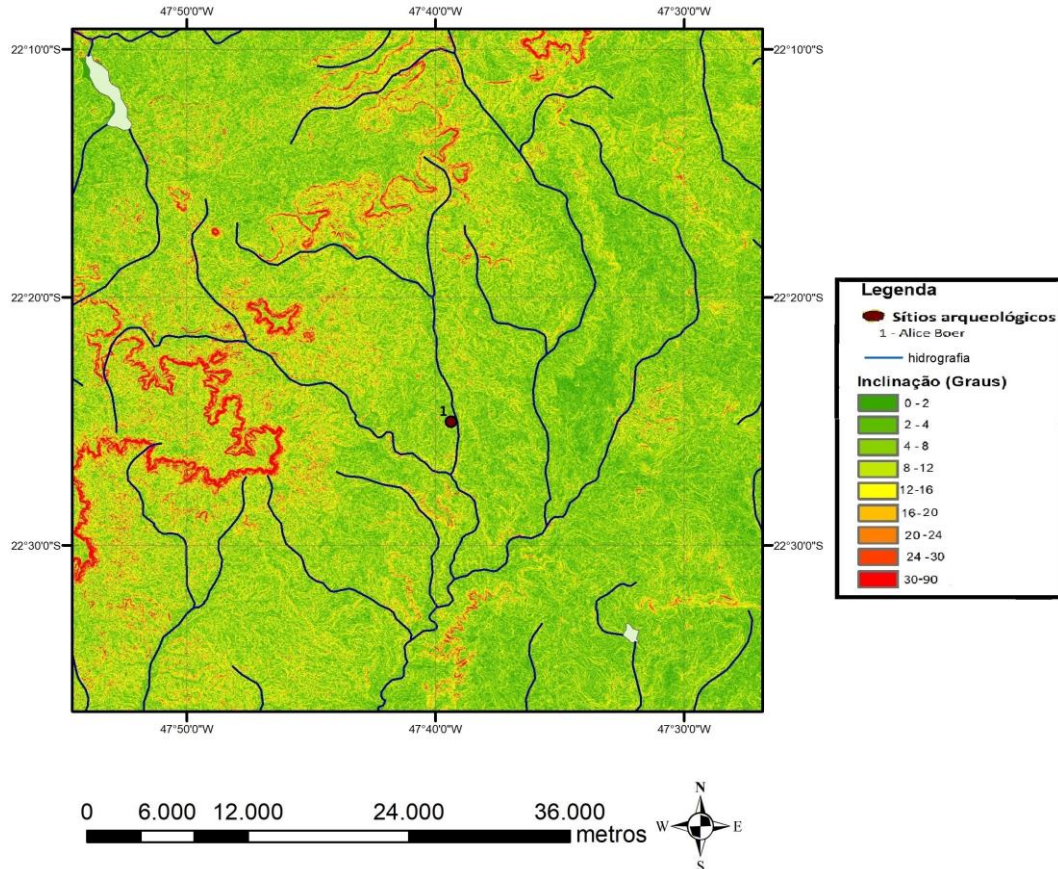 47°50'0"W 47°40'0"W 47°30'0"W
22°10'0"S 22°10'0"S
22°20'0"S 22°20'0"S
22°30'0"S 22°30'0"S
47°50'0"W 47°40'0"W 47°30'0"W
1
Legenda
Sítios arqueológicos
1 - Alice Boer
hidrografia
Inclinação (Graus)
0 - 2
2 - 4
4 - 8
8 - 12
12 - 16
16 - 20
20 - 24
24 - 30
30-90
0 6.000 12.000 24.000 36.000
metros
N
W E
S